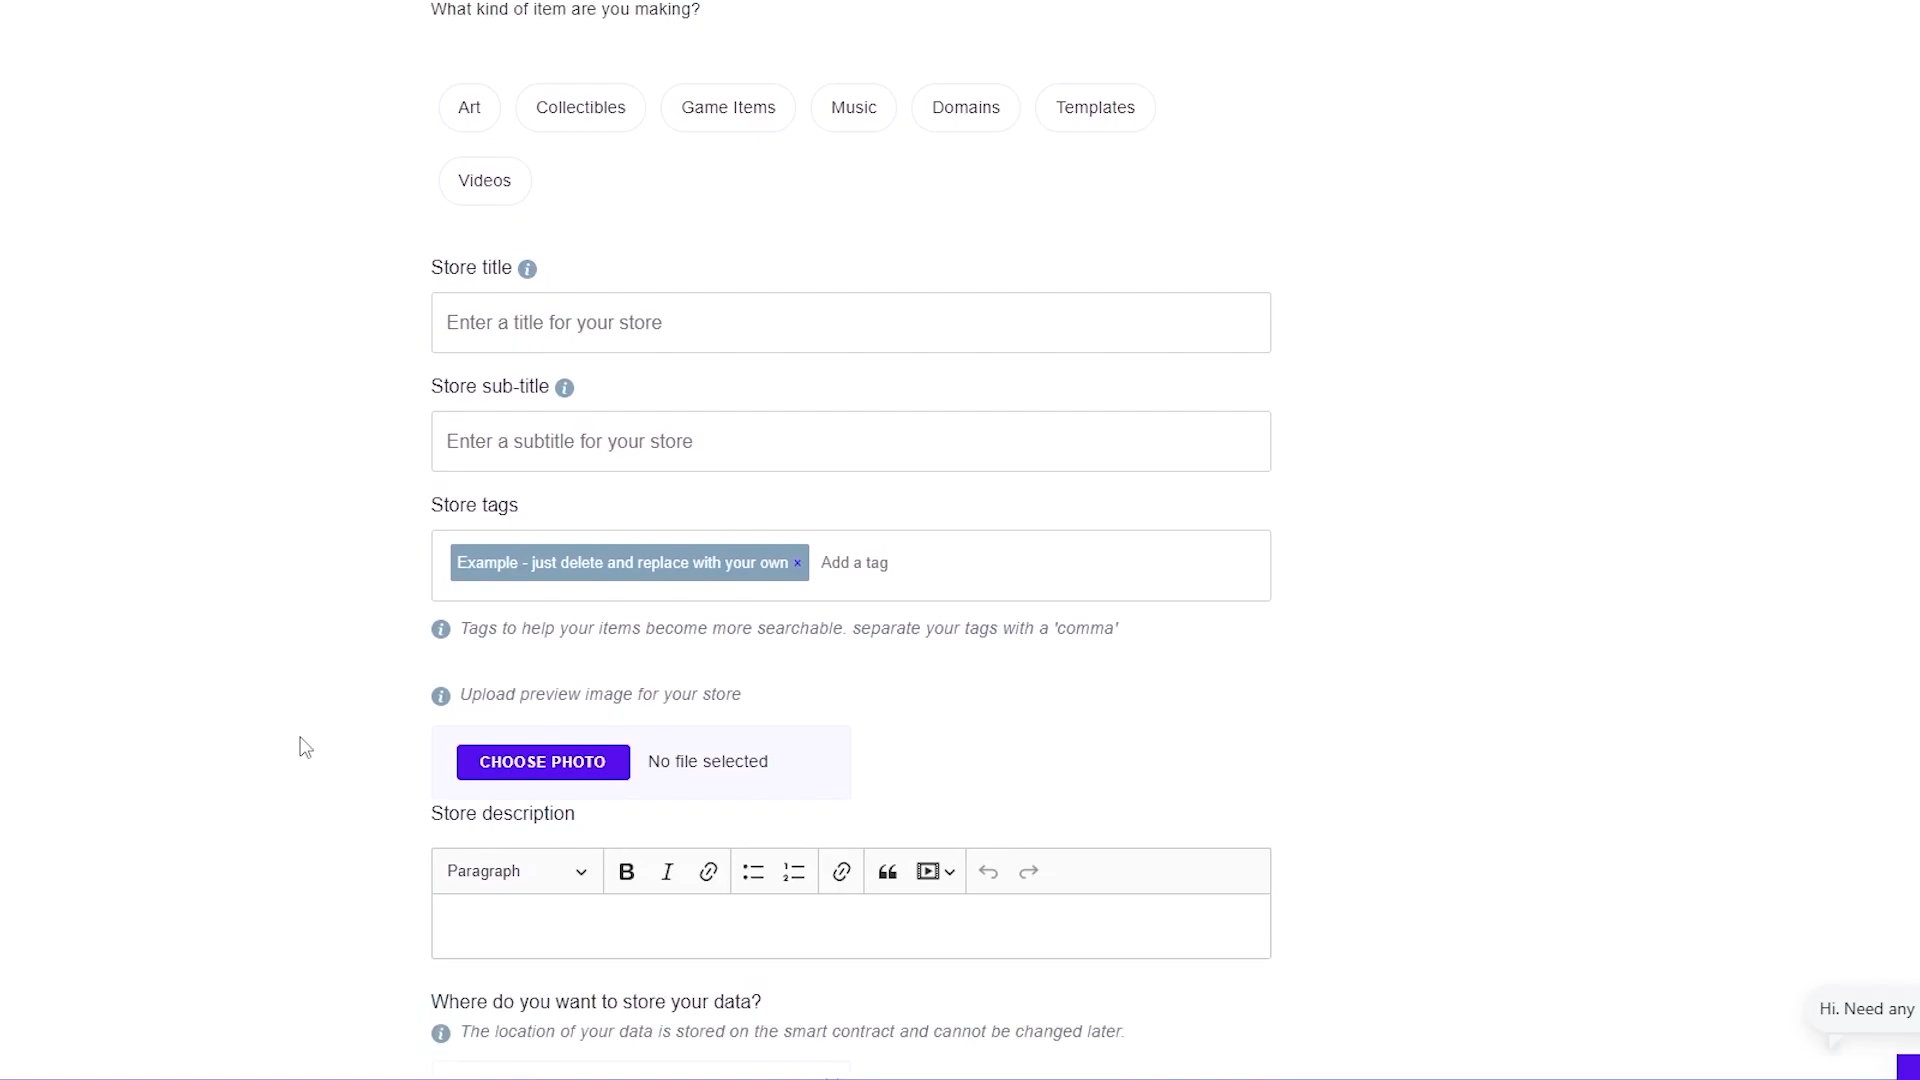 What kind of item are you making?
Art
Collectibles
Game Items
Music
Domains
Templates
Videos
Store title
Enter a title for your store
Store sub-title
Enter a subtitle for your store
Store tags
Example - just delete and replace with your own × Add a tag
Tags to help your items become more searchable. separate your tags with a 'comma'
Upload preview image for your store
CHOOSE PHOTO No file selected
Store description
Paragraph
Where do you want to store your data?
The location of your data is stored on the smart contract and cannot be changed later.
Hi. Need any